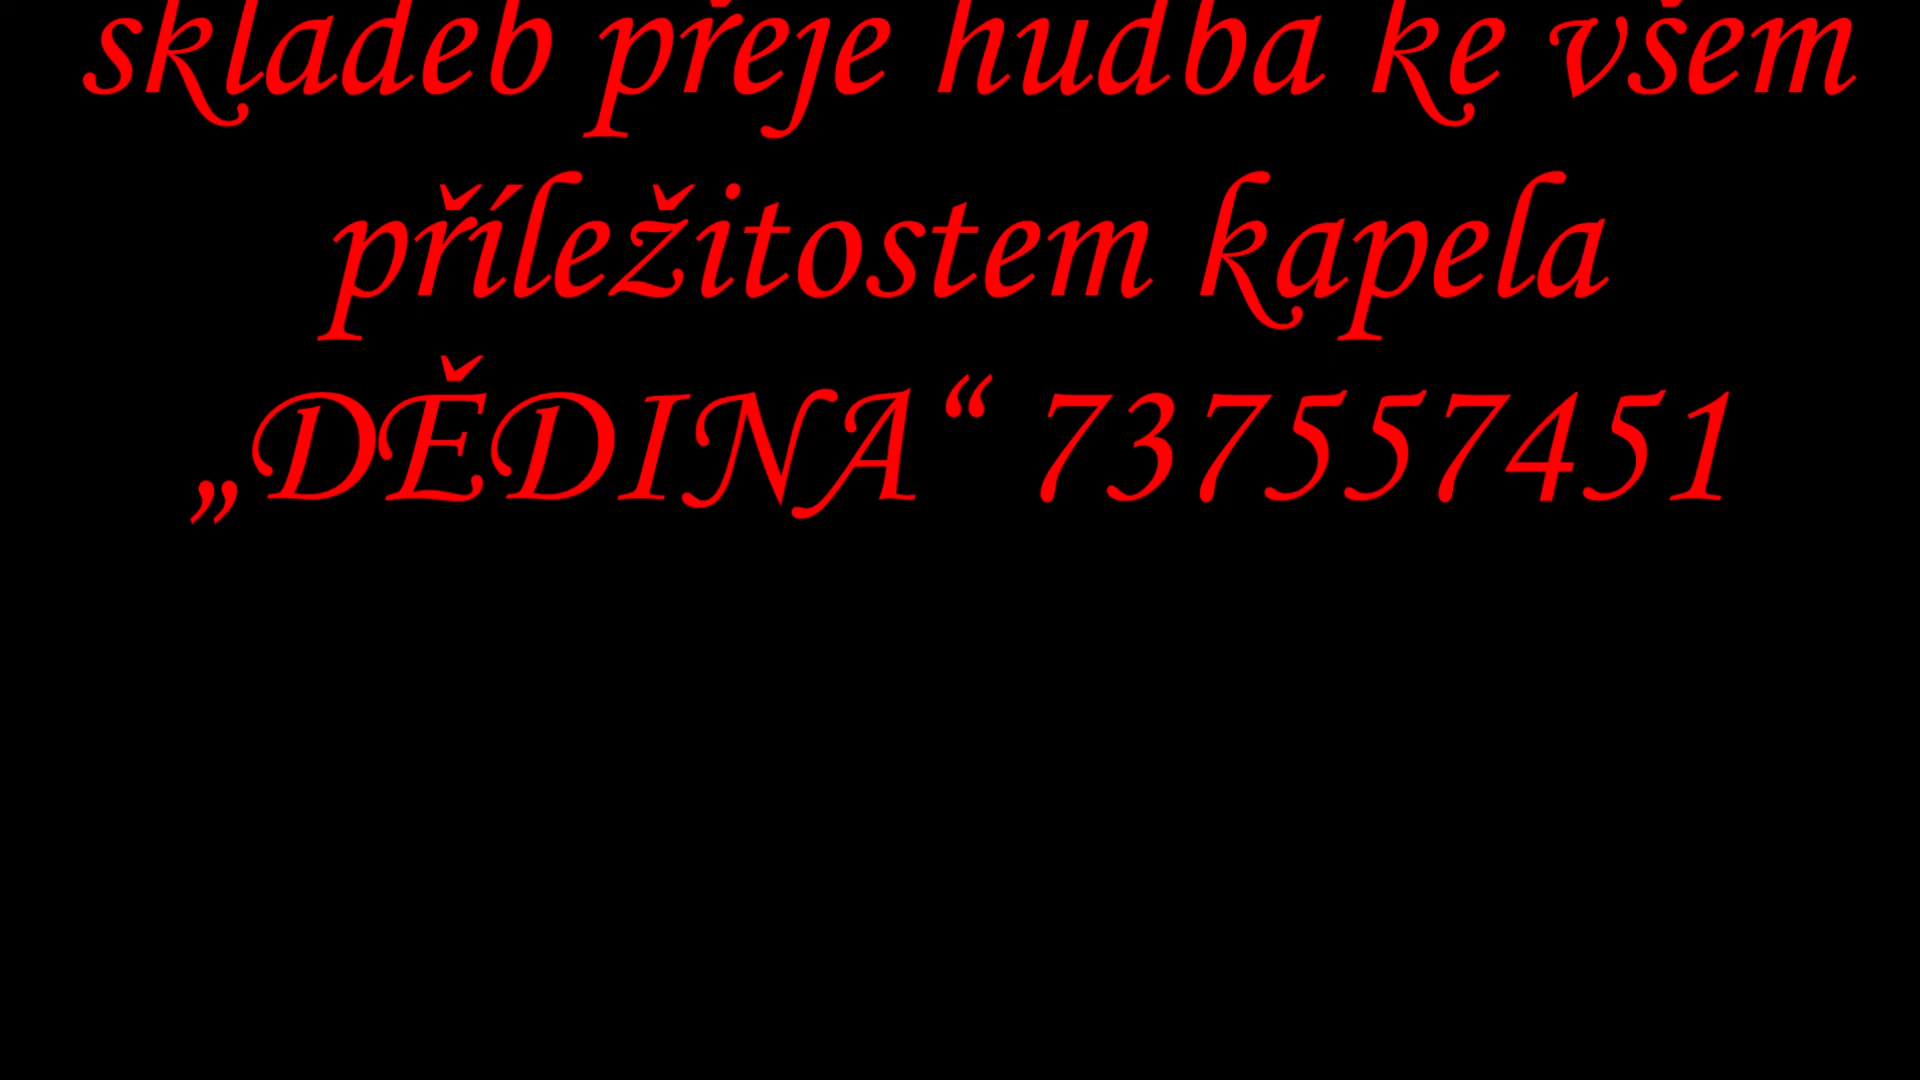 skladeb přeje hudba ke všem
příležitostem kapela
„DĚDINA“ 737557451